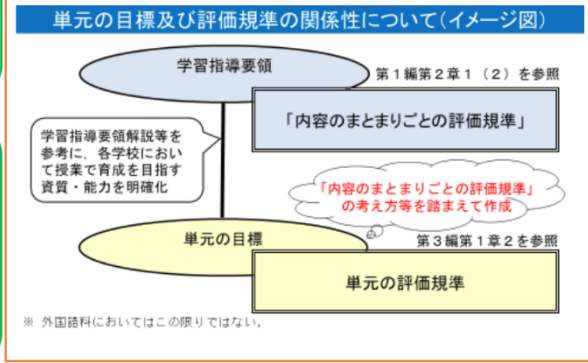 単元の目標及び評価規準の関係性について(イメージ図)
学習指導要領
第1編第2章1(2)を参照
「内容のまとまりごとの評価規準」
学習指導要領解説等を
参考に,各学校におい
て授業で育成を目指す
資質・能力を明確化
「内容のまとまりごとの評価規準」
の考え方等を踏まえて作成
単元の目標
第3編第1章2を参照
単元の評価規準
※ 外国語科においてはこの限りではない。